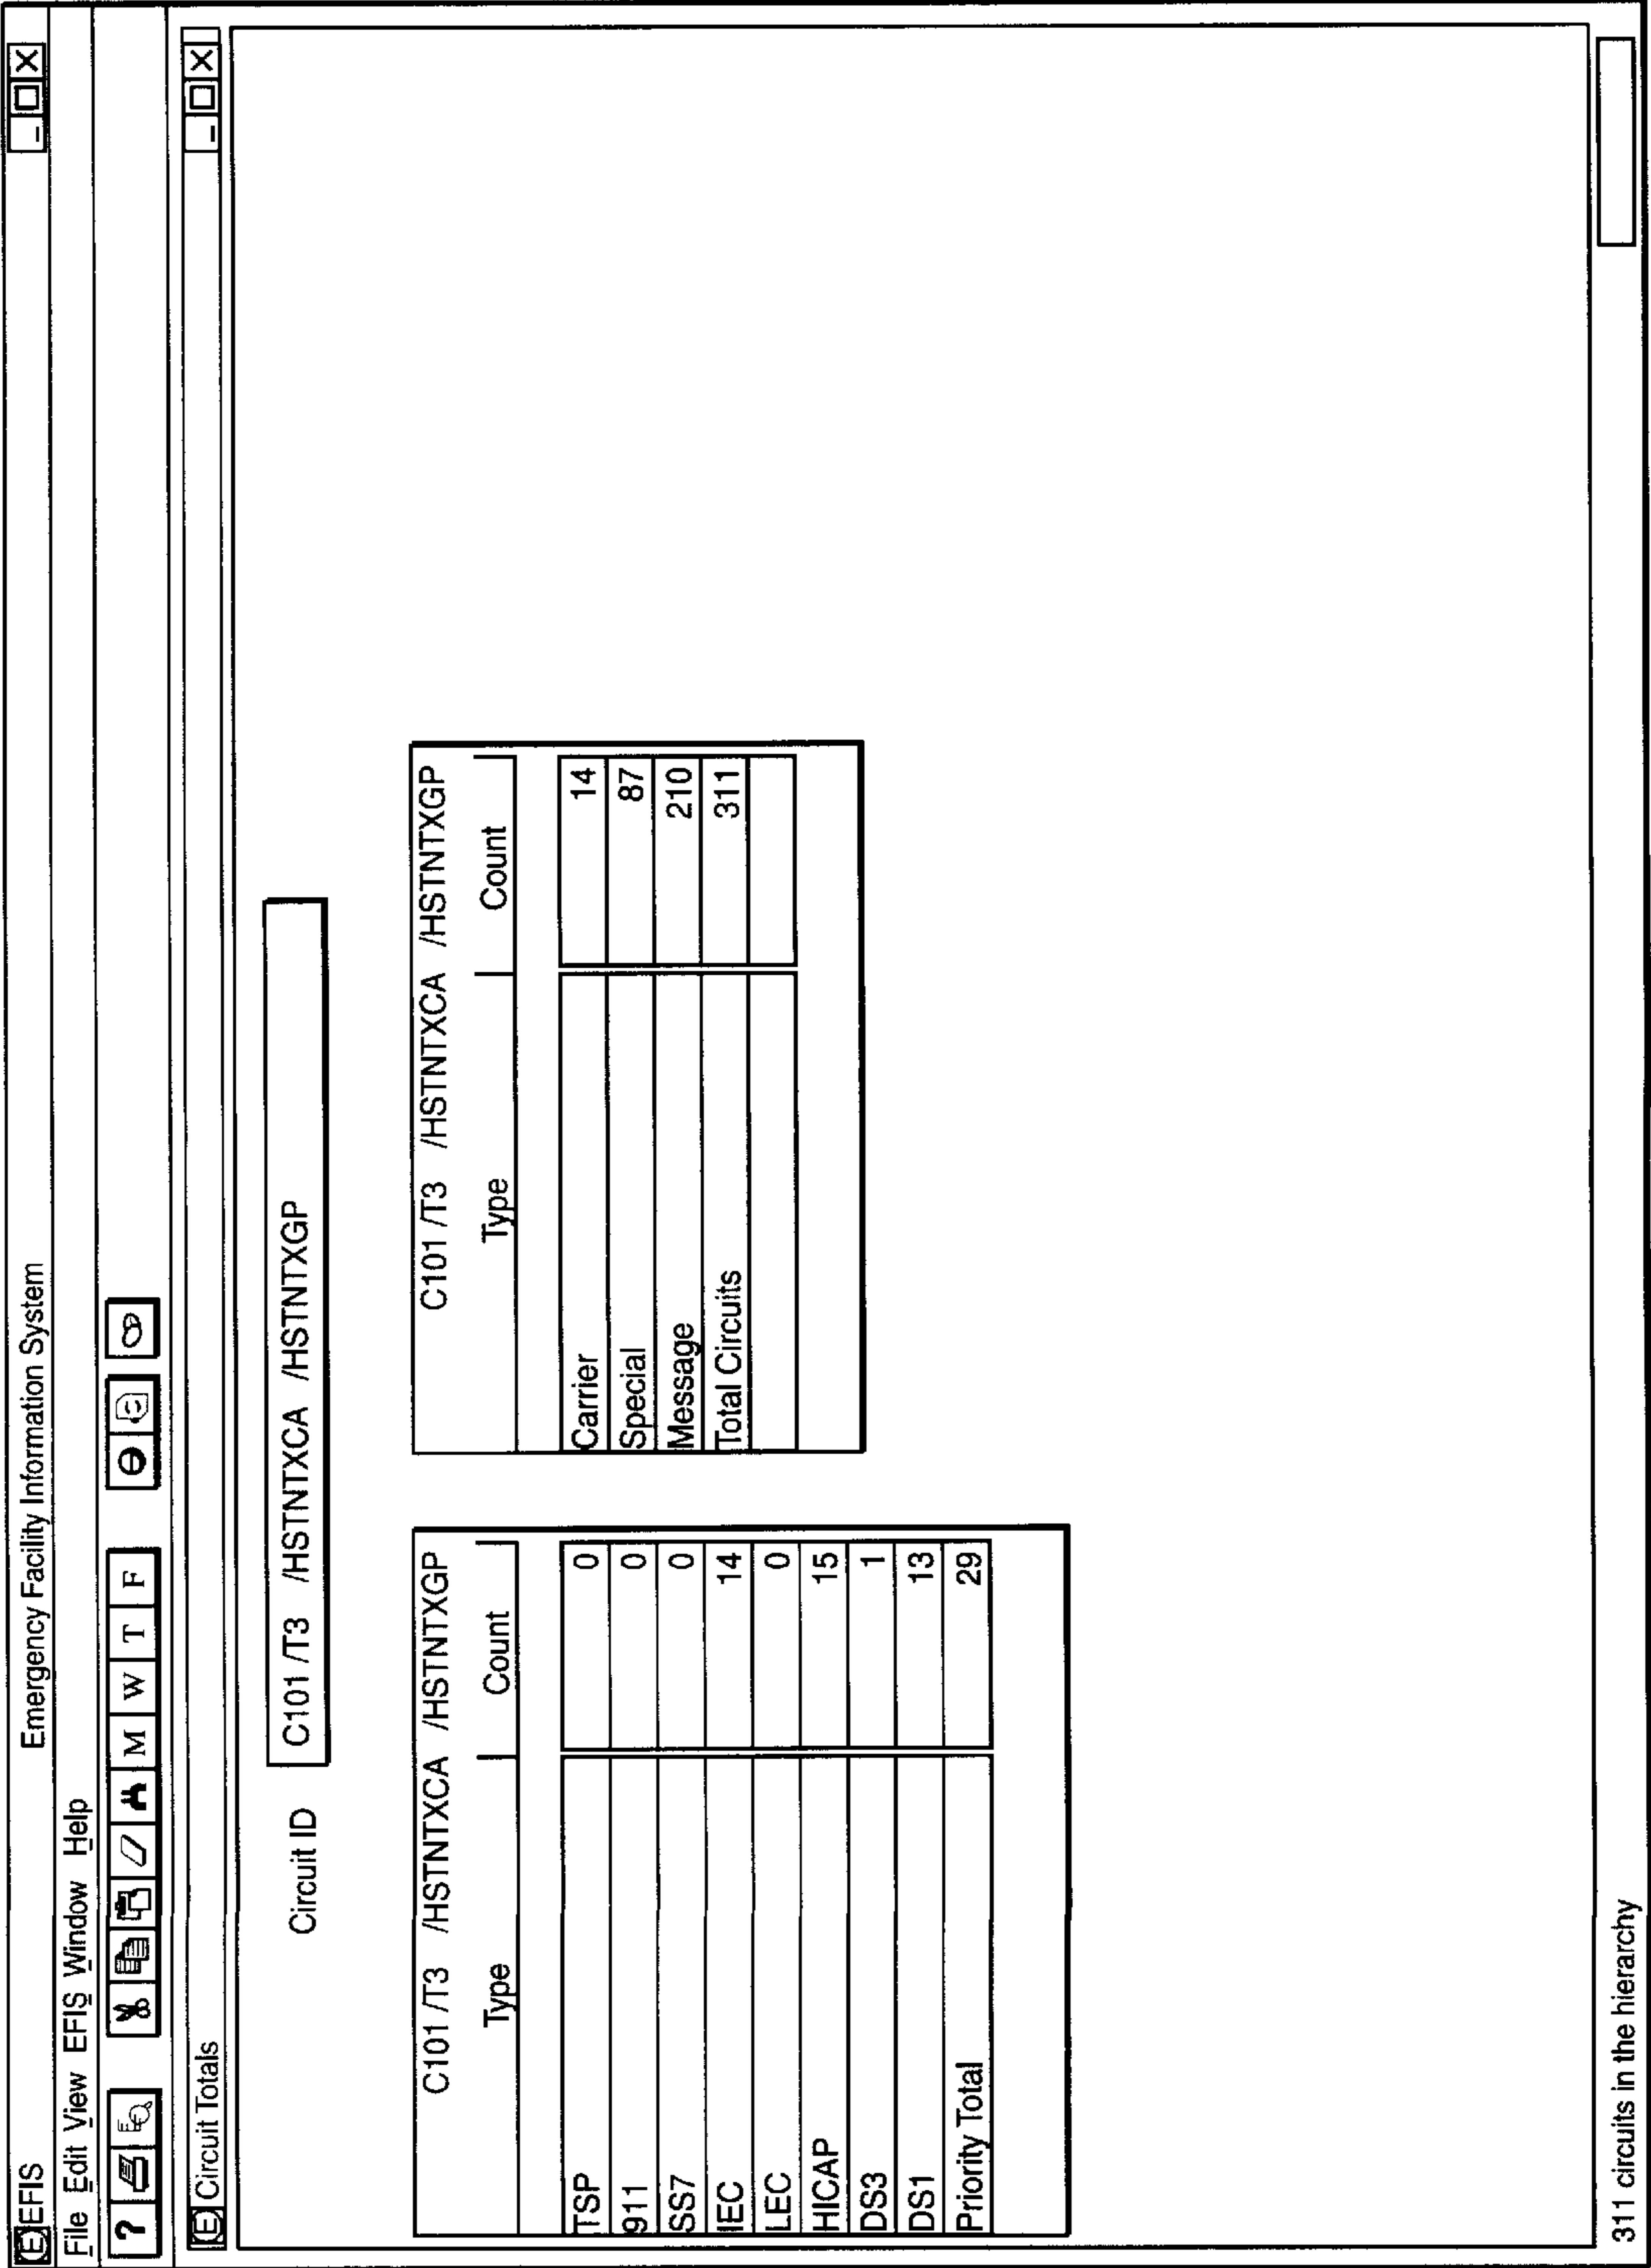 (E) EFIS Emergency Facility Information System
File Edit View EFIS Window Help
? M W T F
(E) Circuit Totals
Circuit ID C101 /T3 /HSTNTXCA /HSTNTXGP
C101 /T3 /HSTNTXCA /HSTNTXGP
Type Count
TSP 0
911 0
SS7 0
IEC 14
LEC 0
HICAP 15
DS3 1
DS1 13
Priority Total 29
C101 /T3 /HSTNTXCA /HSTNTXGP
Type Count
Carrier 14
Special 87
Message 210
Total Circuits 311
311 circuits in the hierarchy